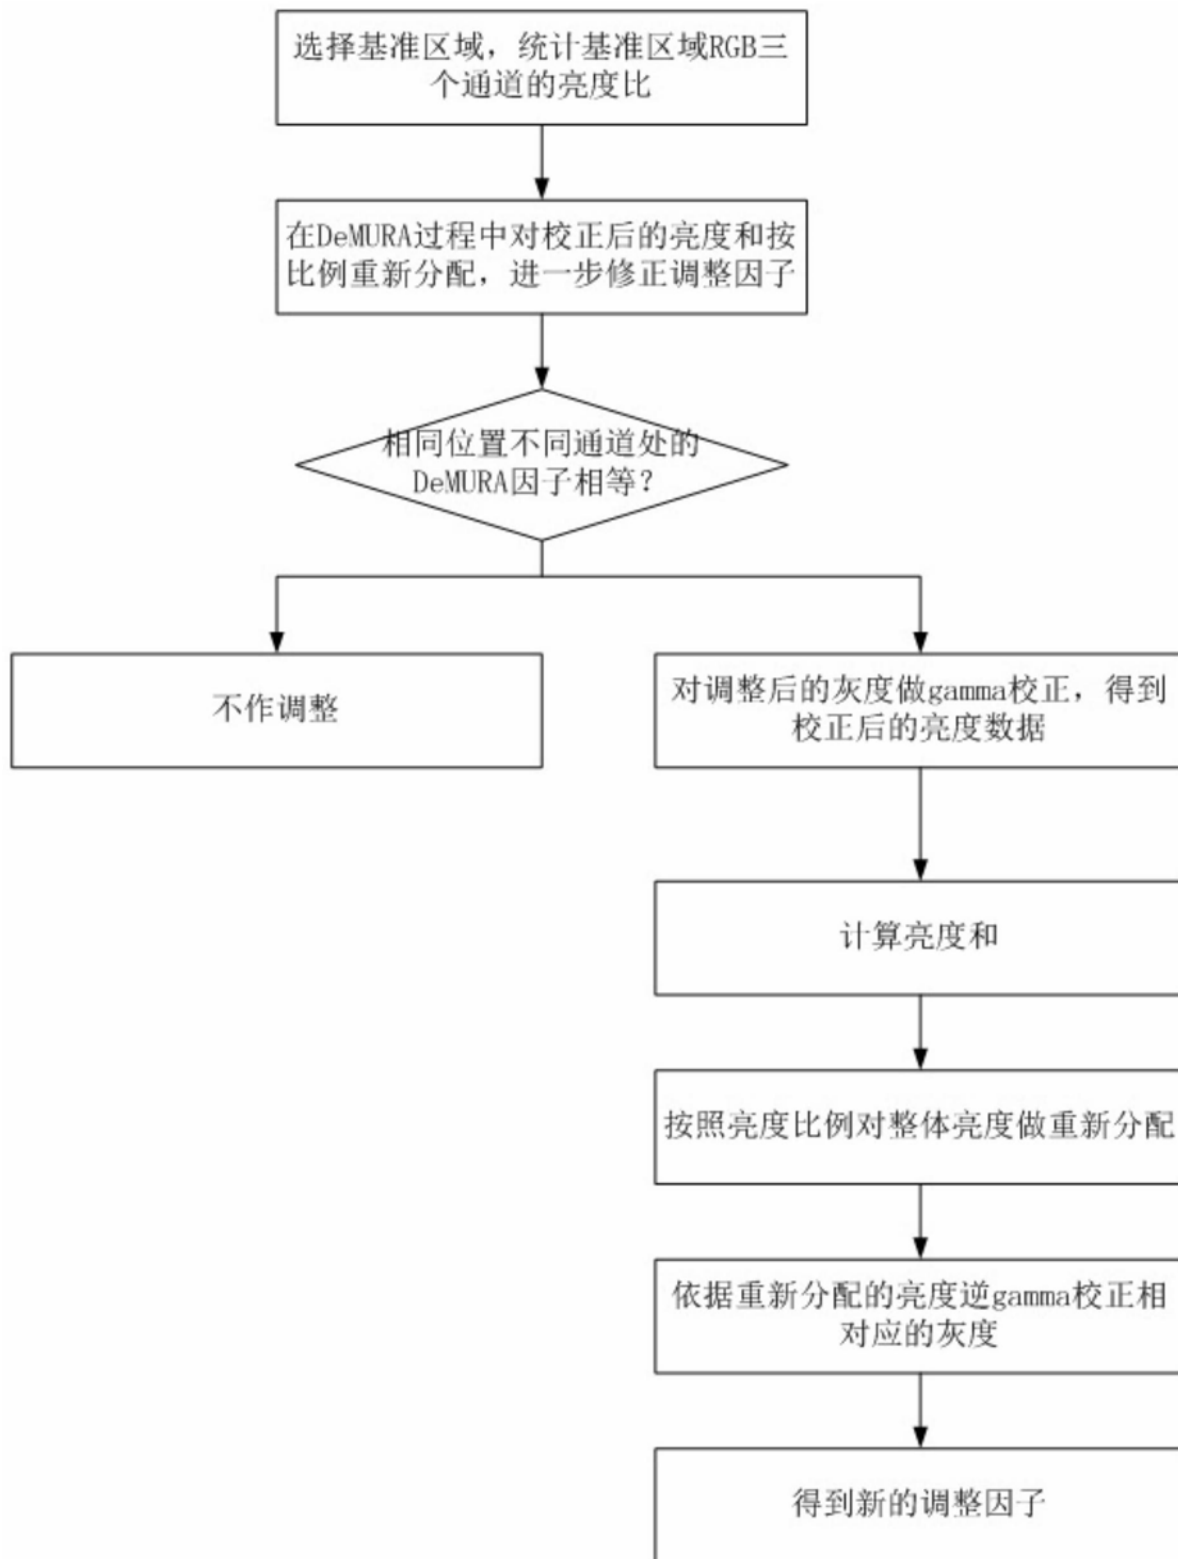 选择基准区域，统计基准区域RGB三
个通道的亮度比
在DeMURA过程中对校正后的亮度和按
比例重新分配，进一步修正调整因子
相同位置不同通道处的
DeMURA因子相等？
不作调整
对调整后的灰度做gamma校正，得到
校正后的亮度数据
计算亮度和
按照亮度比例对整体亮度做重新分配
依据重新分配的亮度逆gamma校正相
对应的灰度
得到新的调整因子